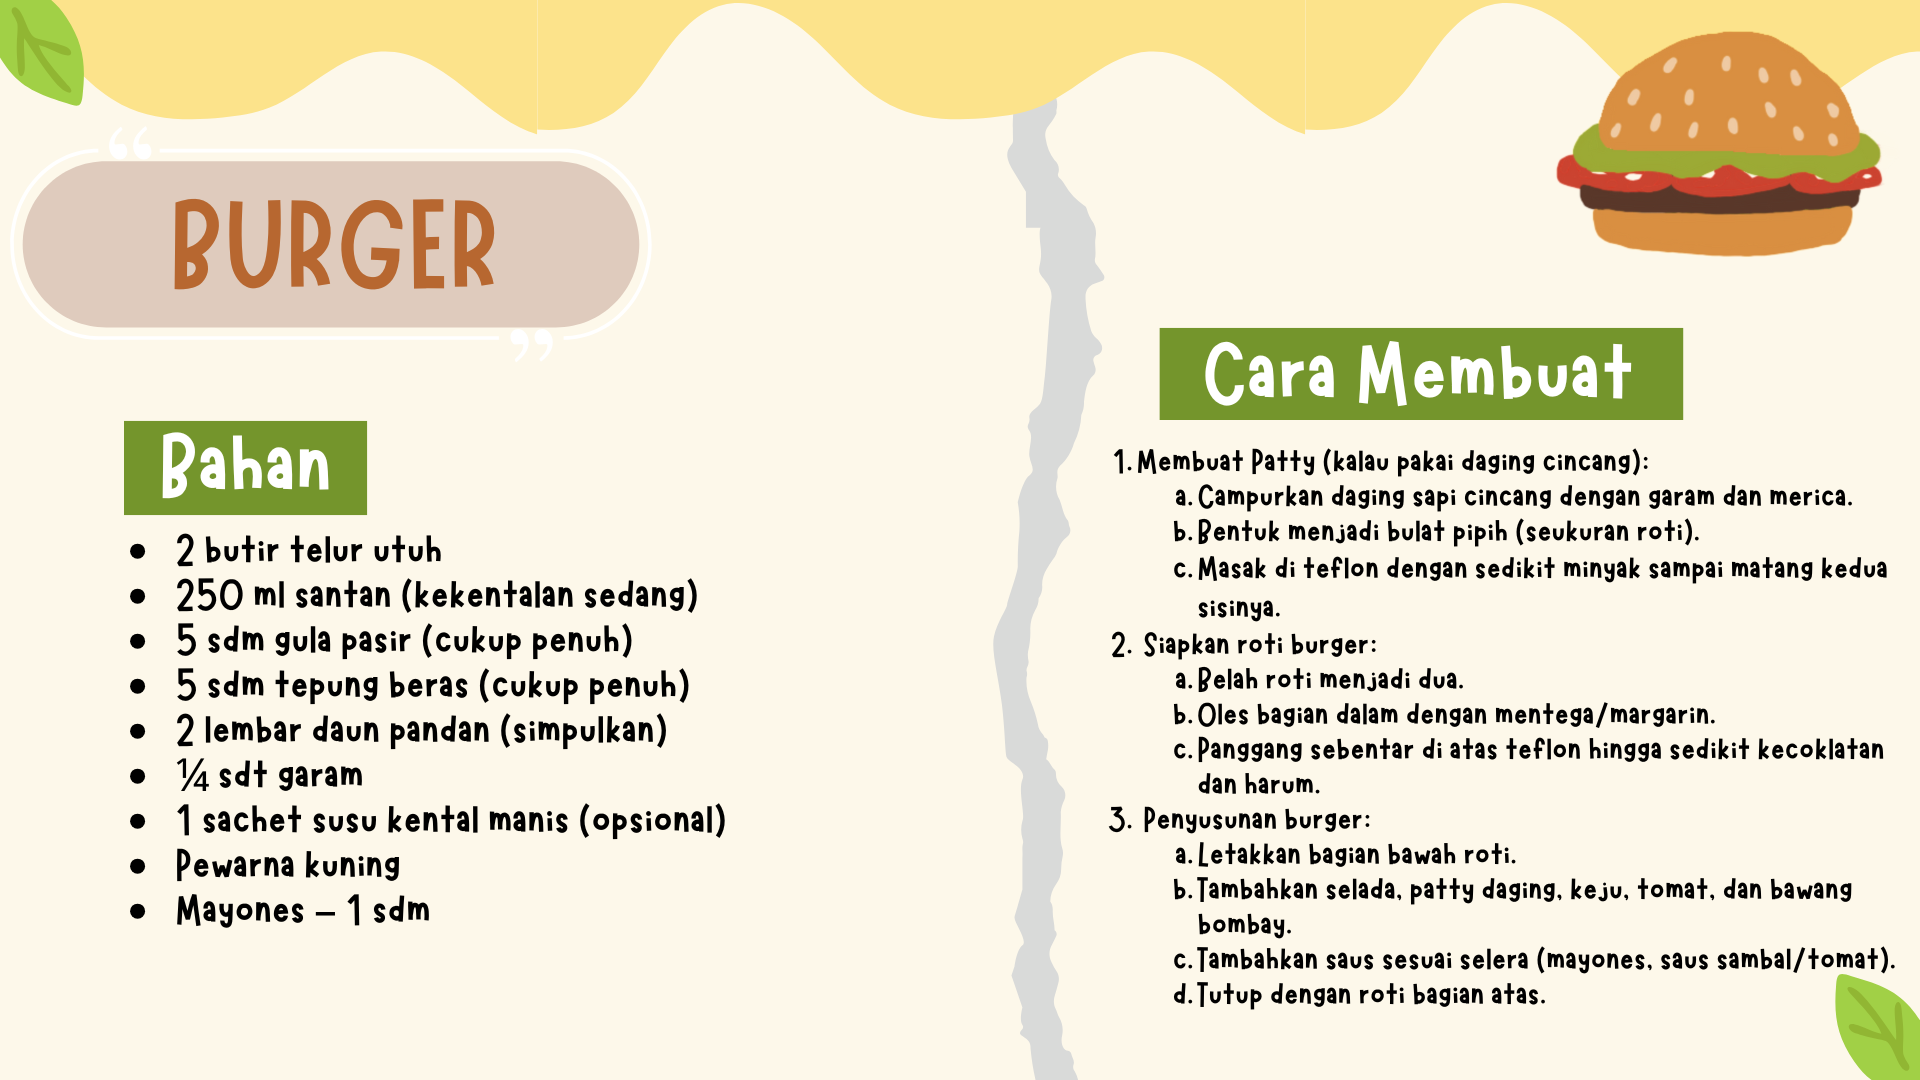 BURGER
Bahan
• 2 butir telur utuh
• 250 ml santan (kekentalan sedang)
• 5 sdm gula pasir (cukup penuh)
• 5 sdm tepung beras (cukup penuh)
• 2 lembar daun pandan (simpulkan)
• ¼ sdt garam
• 1 sachet susu kental manis (opsional)
• Pewarna kuning
• Mayones – 1 sdm
Cara Membuat
1. Membuat Patty (kalau pakai daging cincang):
a. Campurkan daging sapi cincang dengan garam dan merica.
b. Bentuk menjadi bulat pipih (seukuran roti).
c. Masak di teflon dengan sedikit minyak sampai matang kedua
sisinya.
2. Siapkan roti burger:
a. Belah roti menjadi dua.
b. Oles bagian dalam dengan mentega/margarin.
c. Panggang sebentar di atas teflon hingga sedikit kecoklatan
dan harum.
3. Penyusunan burger:
a. Letakkan bagian bawah roti.
b. Tambahkan selada, patty daging, keju, tomat, dan bawang
bombay.
c. Tambahkan saus sesuai selera (mayones, saus sambal/tomat).
d. Tutup dengan roti bagian atas.